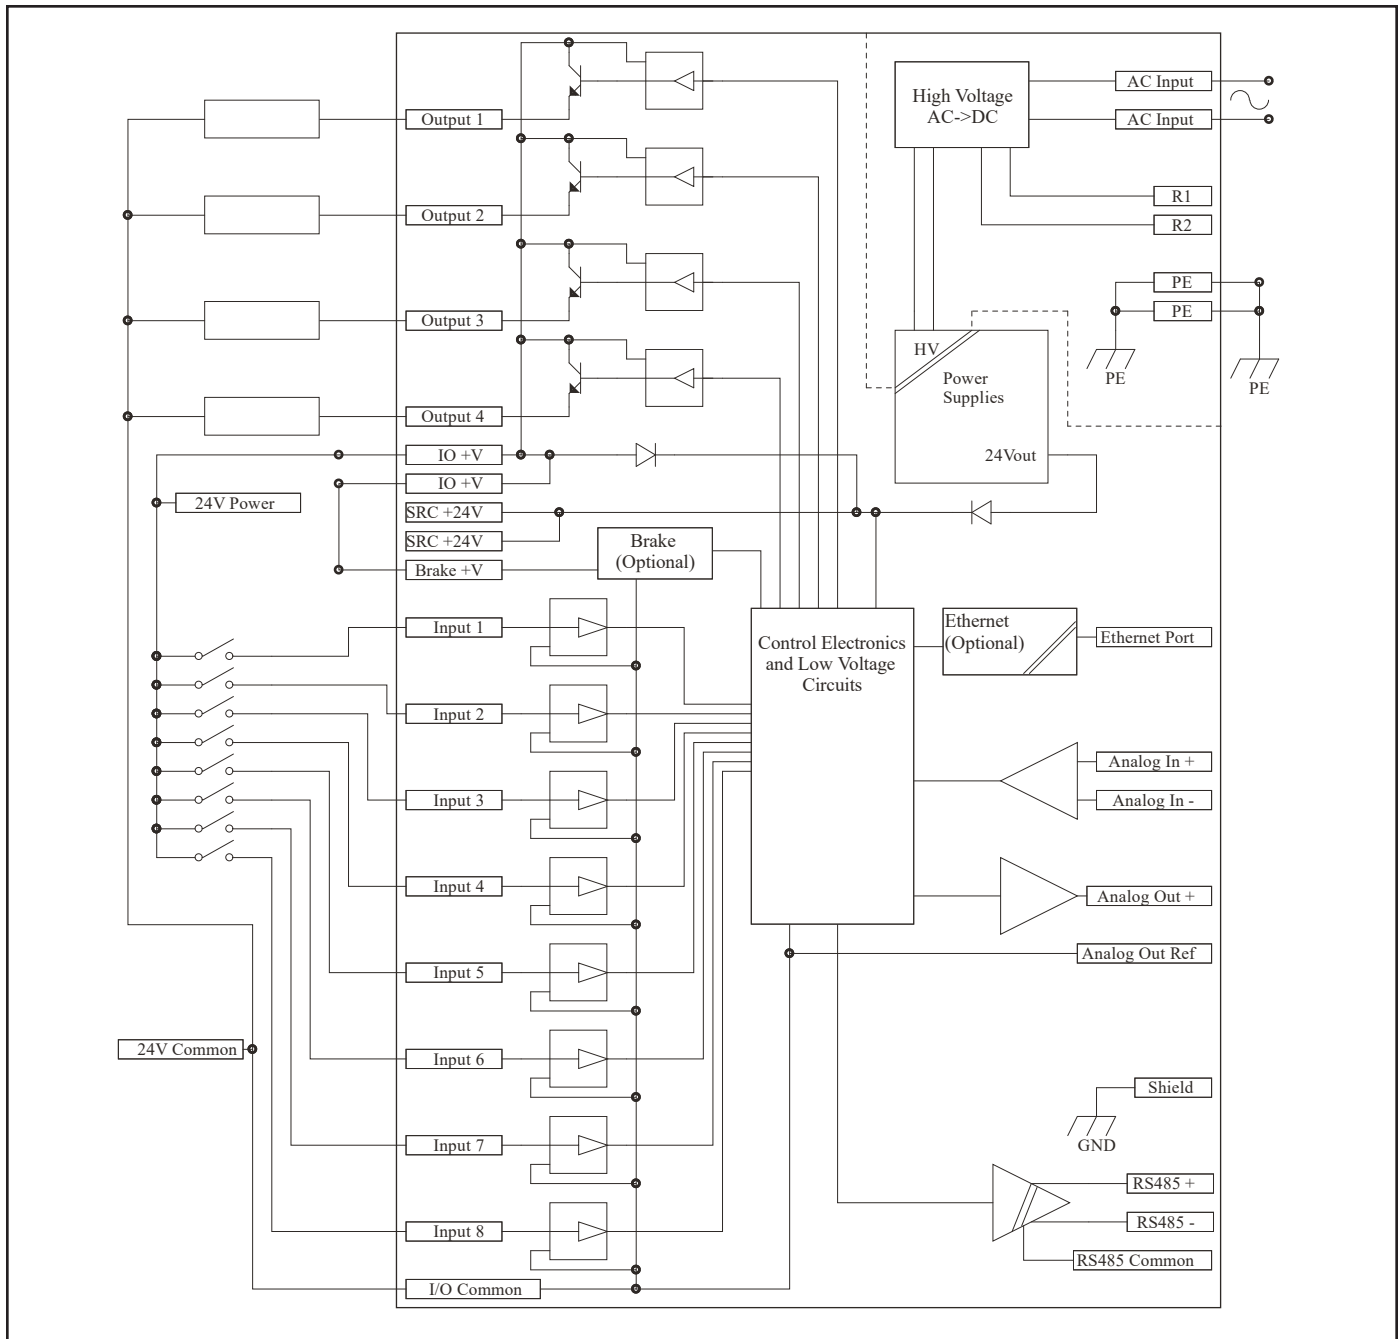 Output 1
Output 2
Output 3
Output 4
IO +V
IO +V
SRC +24V
SRC +24V
Brake +V
24V Power
Brake
(Optional)
Input 1
Input 2
Input 3
Input 4
Input 5
Input 6
Input 7
Input 8
I/O Common
24V Common
High Voltage
AC->DC
AC Input
AC Input
R1
R2
PE
PE
PE
PE
HV
Power
Supplies
24Vout
Control Electronics
and Low Voltage
Circuits
Ethernet
(Optional)
Ethernet Port
Analog In +
Analog In -
Analog Out +
Analog Out Ref
Shield
GND
RS485 +
RS485 -
RS485 Common